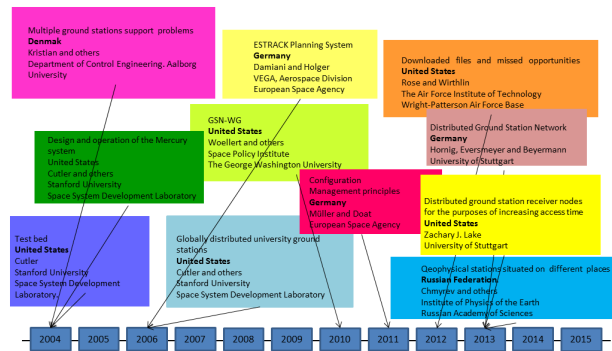 Multiple ground stations support problems
Denmak
Kristian and others
Department of Control Engineering. Aalborg
University
ESTRACK Planning System
Germany
Damiani and Holger
VEGA, Aerospace Division
European Space Agency
Downloaded files and missed opportunities
United States
Rose and Wirthlin
The Air Force Institute of Technology
Wright-Patterson Air Force Base
GSN-WG
United States
Woellert and others
Space Policy Institute
The George Washington University
Distributed Ground Station Network
Germany
Hornig, Eversmeyer and Beyermann
University of Stuttgart
Design and operation of the Mercury
system
United States
Cutler and others
Stanford University
Space System Development Laboratory
Configuration
Management principles
Germany
Müller and Doat
European Space Agency
Distributed ground station receiver nodes
for the purposes of increasing access time
United States
Zachary J. Lake
University of Stuttgart
Test bed
United States
Cutler
Stanford University
Space System Development
Laboratory.
Globally distributed university ground
stations
United States
Cutler and others
Stanford University
Space System Development Laboratory
Qeophysical stations situated on different places
Russian Federation
Chmyrev and others
Institute of Physics of the Earth
Russian Academy of Sciences
2004 2005 2006 2007 2008 2009 2010 2011 2012 2013 2014 2015